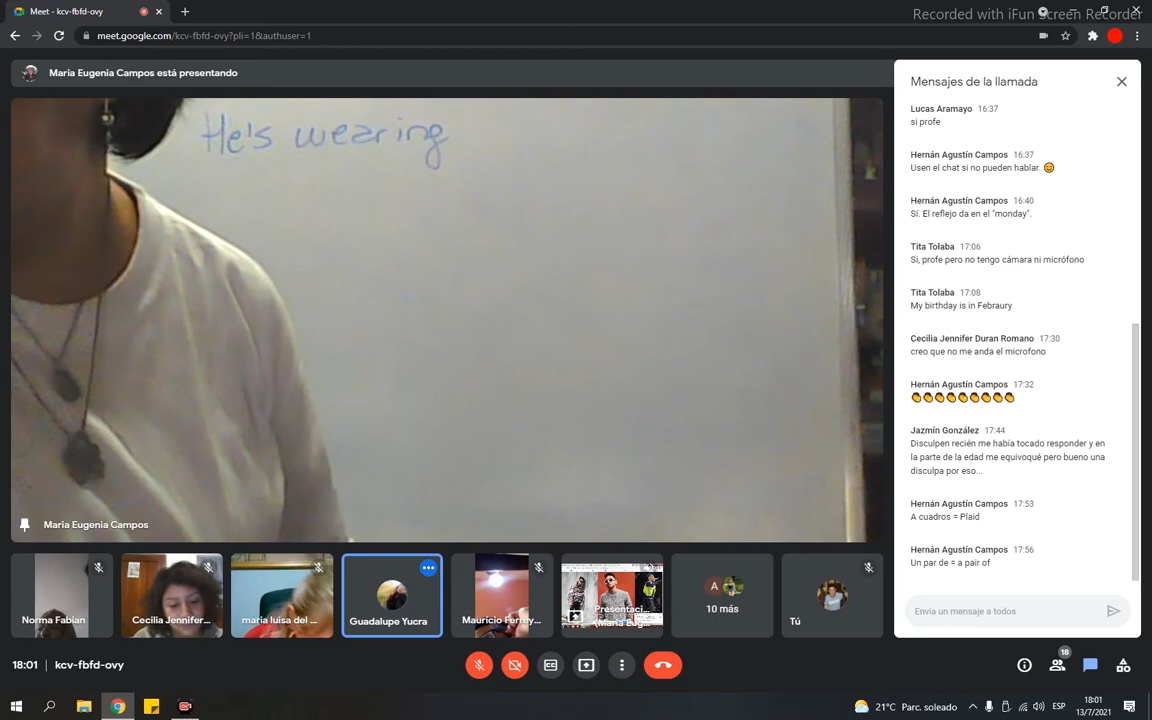 Meet - kcv-fbfd-ovy
Recorded with iFun Screen Recorder
meet.google.com/kcv-fbfd-ovy?pli=1&authuser=1
Maria Eugenia Campos está presentando
He's wearing
Maria Eugenia Campos
Mensajes de la llamada
Lucas Aramayo 16:37
si profe
Hernán Agustín Campos 16:37
Usen el chat si no pueden hablar. 😊
Hernán Agustín Campos 16:40
Sí. El reflejo da en el "monday".
Tita Tolaba 17:06
Si, profe pero no tengo cámara ni micrófono
Tita Tolaba 17:08
My birthday is in Febraury
Cecilia Jennifer Duran Romano 17:30
creo que no me anda el microfono
Hernán Agustín Campos 17:32
👏👏👏👏👏👏👏👏👏
Jazmín González 17:44
Disculpen recién me había tocado responder y en
la parte de la edad me equivoqué pero bueno una
disculpa por eso...
Hernán Agustín Campos 17:53
A cuadros = Plaid
Hernán Agustín Campos 17:56
Un par de = a pair of
Envía un mensaje a todos
Norma Fabian
Cecilia Jennifer...
maria luisa del ...
Guadalupe Yucra
Mauricio Ferrey...
Presentaci...
(Maria Eug...
A
10 más
Tú
18:01 | kcv-fbfd-ovy
18
21°C Parc. soleado
ESP
18:01
13/7/2021